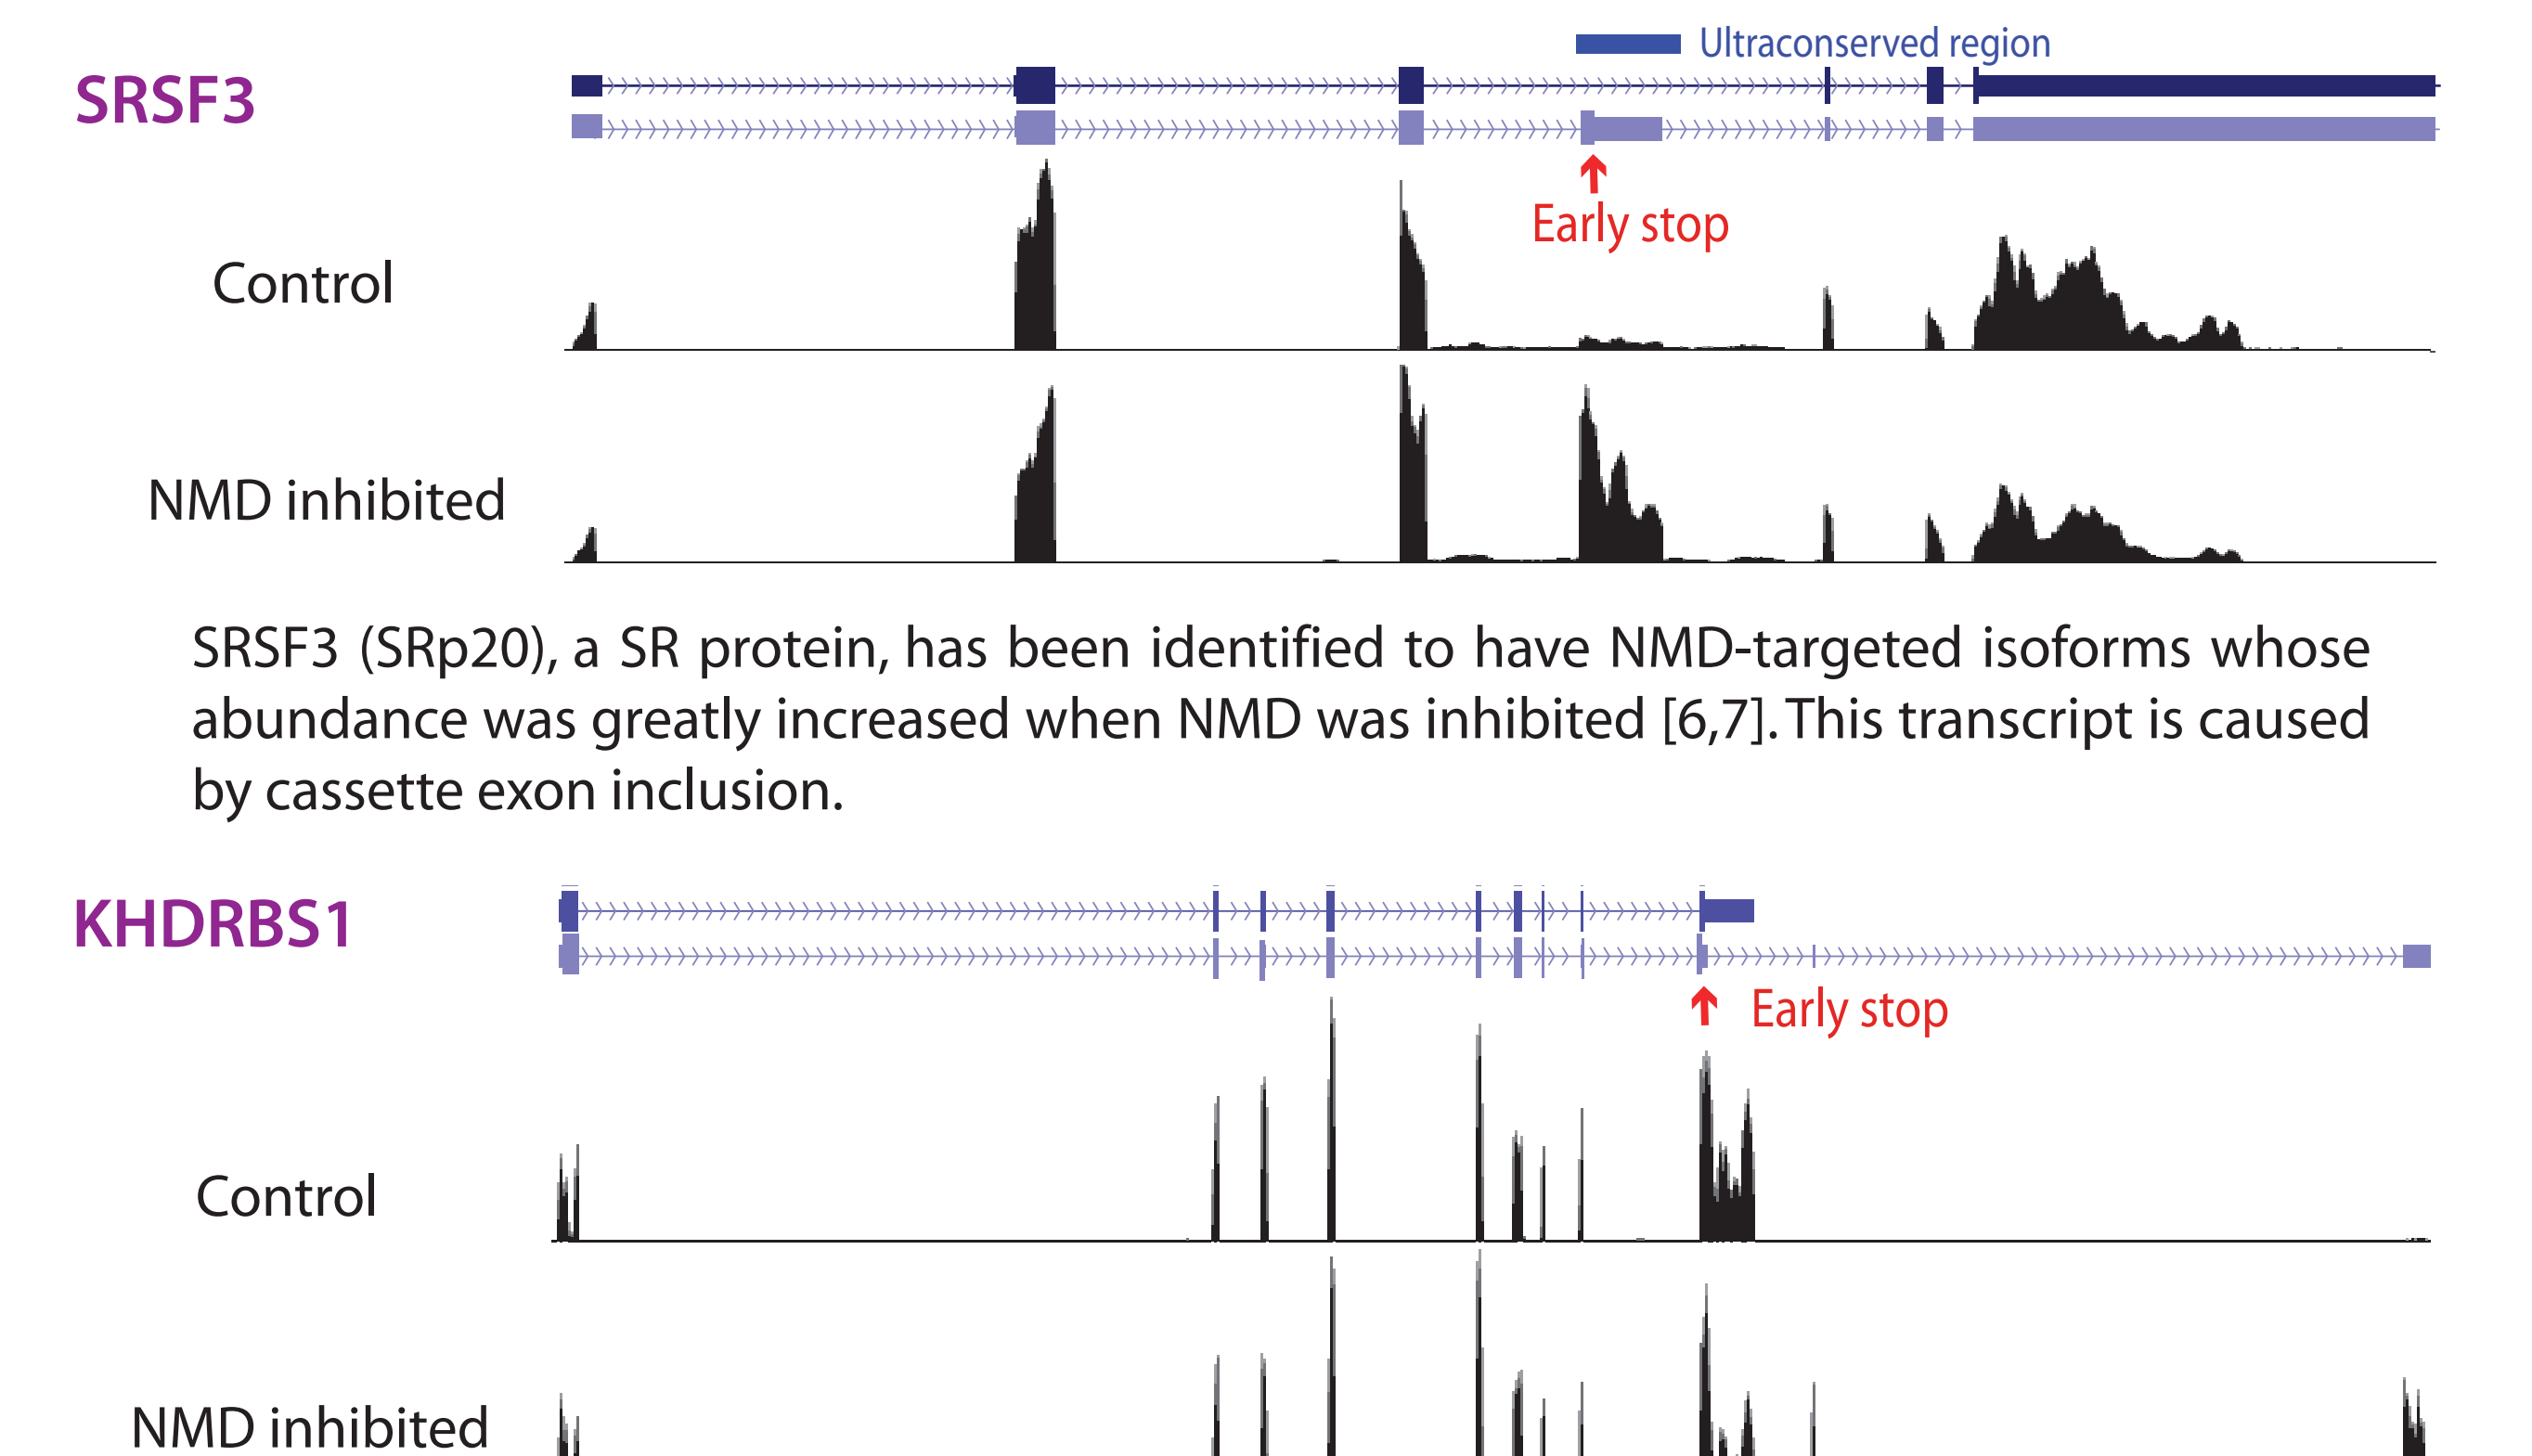 Ultraconserved region
SRSF3
Early stop
Control
NMD inhibited
SRSF3 (SRp20), a SR protein, has been identified to have NMD-targeted isoforms whose
abundance was greatly increased when NMD was inhibited [6,7]. This transcript is caused
by cassette exon inclusion.
KHDRBS1
Early stop
Control
NMD inhibited